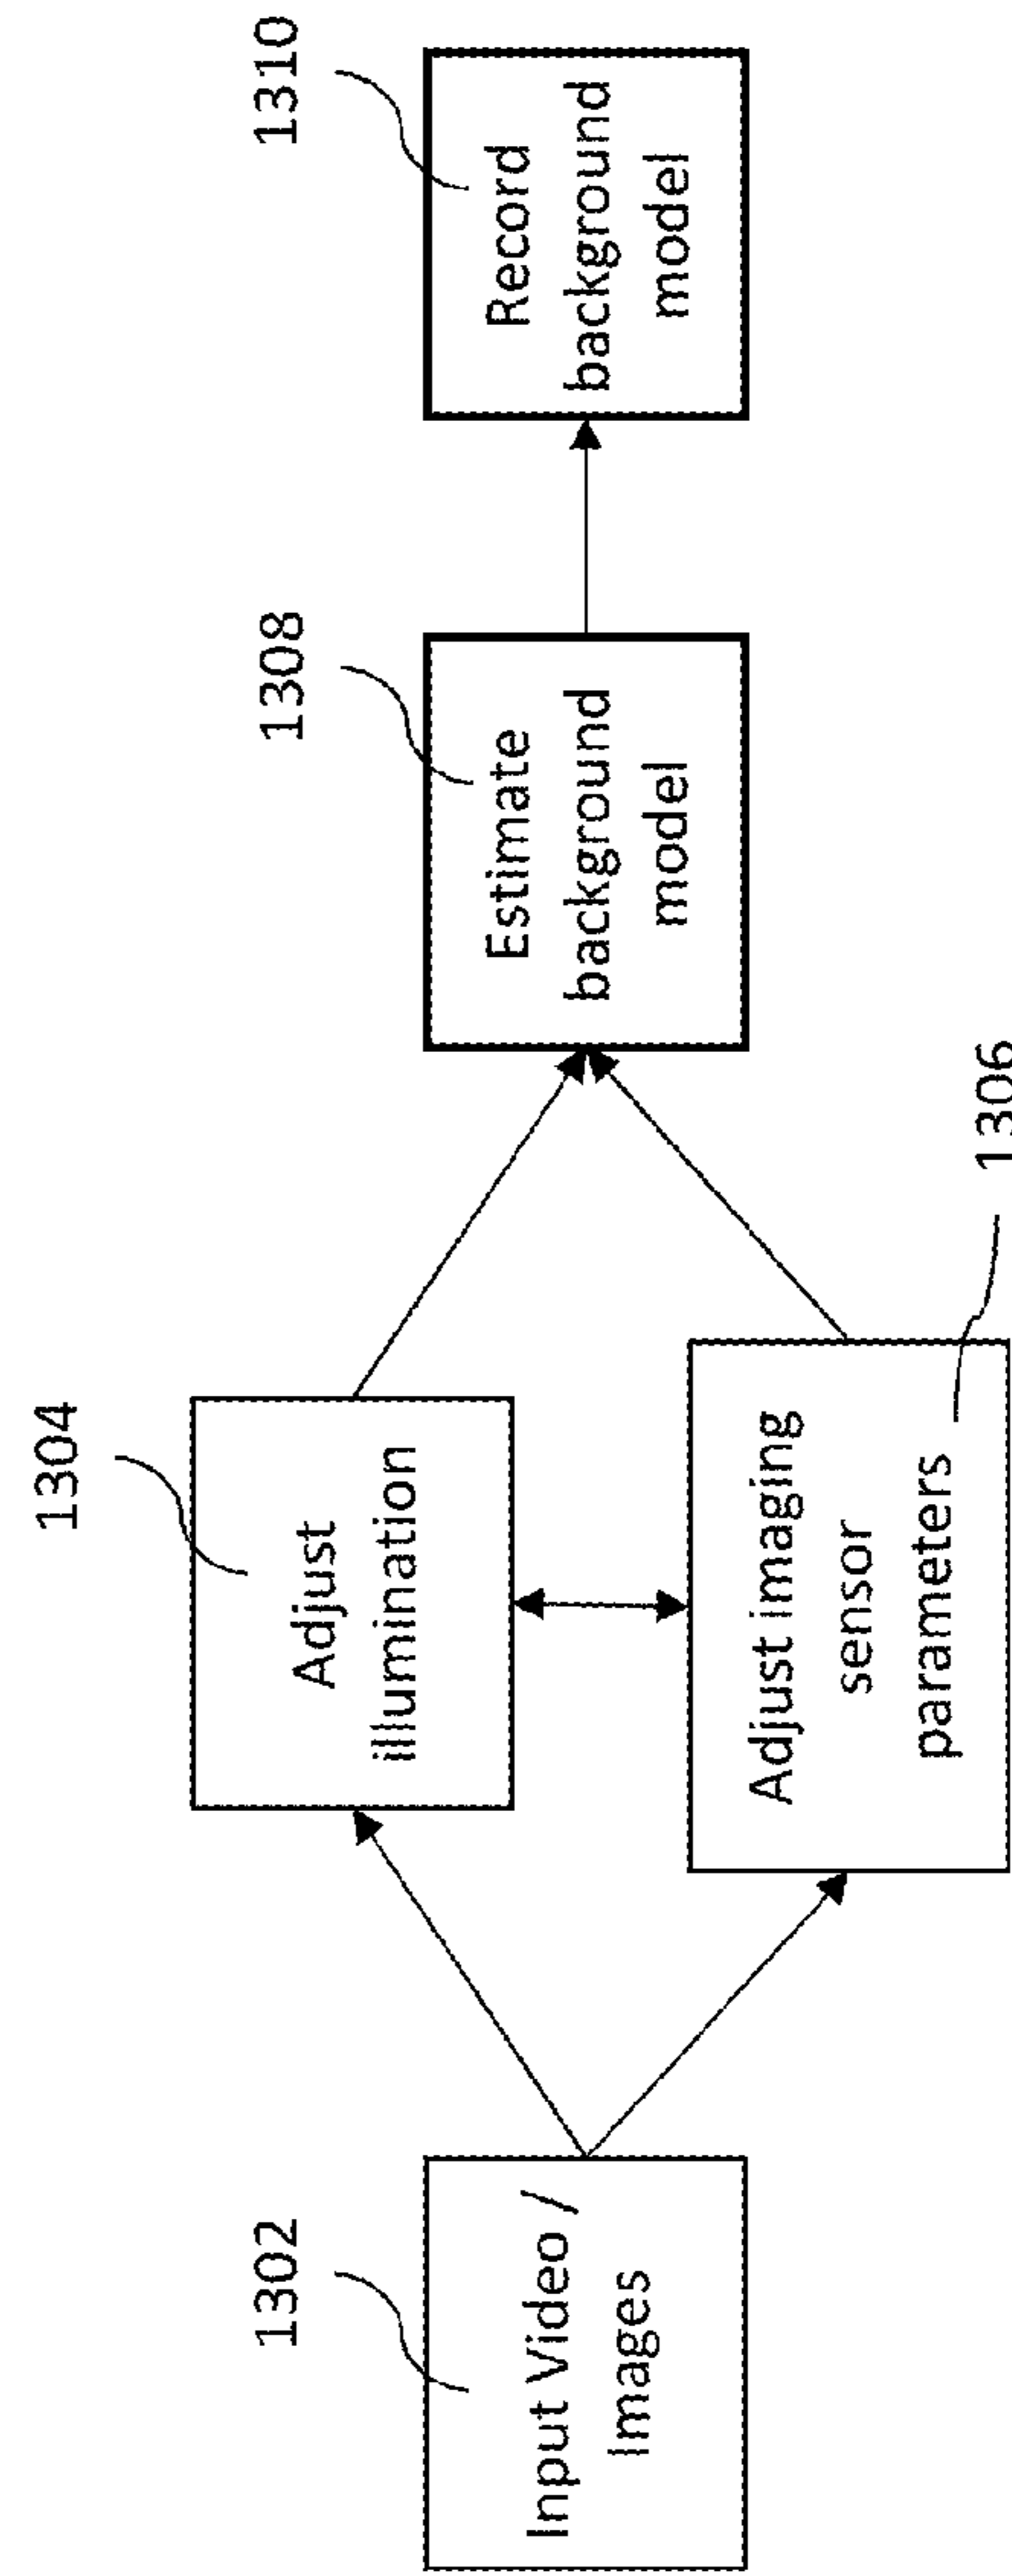 1302
Input Video /
Images
1304
Adjust
illumination
Adjust imaging
sensor
parameters
1306
1308
Estimate
background
model
1310
Record
background
model